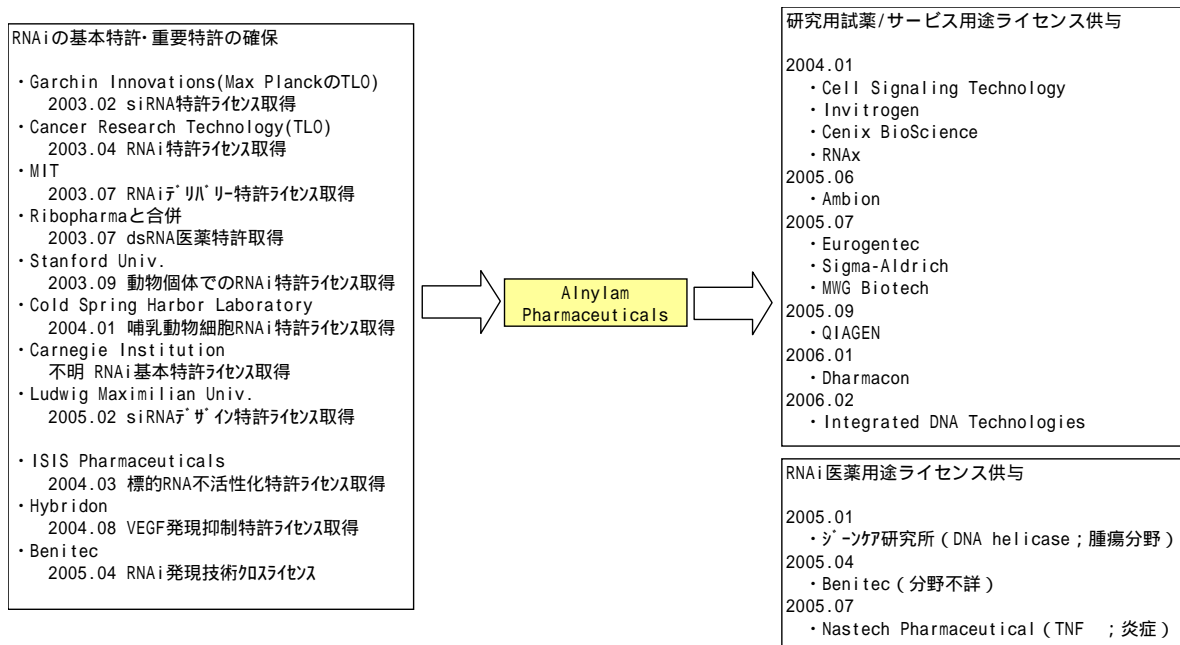 RNAiの基本特許・重要特許の確保
・Garchin Innovations(Max PlanckのTLO)
2003.02 siRNA特許ﾗｲｾﾝｽ取得
・Cancer Research Technology(TLO)
2003.04 RNAi特許ﾗｲｾﾝｽ取得
・MIT
2003.07 RNAiﾃﾞﾘﾊﾞﾘｰ特許ﾗｲｾﾝｽ取得
・Ribopharmaと合併
2003.07 dsRNA医薬特許取得
・Stanford Univ.
2003.09 動物個体でのRNAi特許ﾗｲｾﾝｽ取得
・Cold Spring Harbor Laboratory
2004.01 哺乳動物細胞RNAi特許ﾗｲｾﾝｽ取得
・Carnegie Institution
不明 RNAi基本特許ﾗｲｾﾝｽ取得
・Ludwig Maximilian Univ.
2005.02 siRNAﾃﾞｻﾞｲﾝ特許ﾗｲｾﾝｽ取得
・ISIS Pharmaceuticals
2004.03 標的RNA不活性化特許ﾗｲｾﾝｽ取得
・Hybridon
2004.08 VEGF発現抑制特許ﾗｲｾﾝｽ取得
・Benitec
2005.04 RNAi発現技術ｸﾛｽﾗｲｾﾝｽ
Alnylam
Pharmaceuticals
研究用試薬/サービス用途ライセンス供与
2004.01
・Cell Signaling Technology
・Invitrogen
・Cenix BioScience
・RNAx
2005.06
・Ambion
2005.07
・Eurogentec
・Sigma-Aldrich
・MWG Biotech
2005.09
・QIAGEN
2006.01
・Dharmacon
2006.02
・Integrated DNA Technologies
RNAi医薬用途ライセンス供与
2005.01
・ｼﾞｰﾝｹｱ研究所（DNA helicase；腫瘍分野）
2005.04
・Benitec（分野不詳）
2005.07
・Nastech Pharmaceutical（TNF ；炎症）